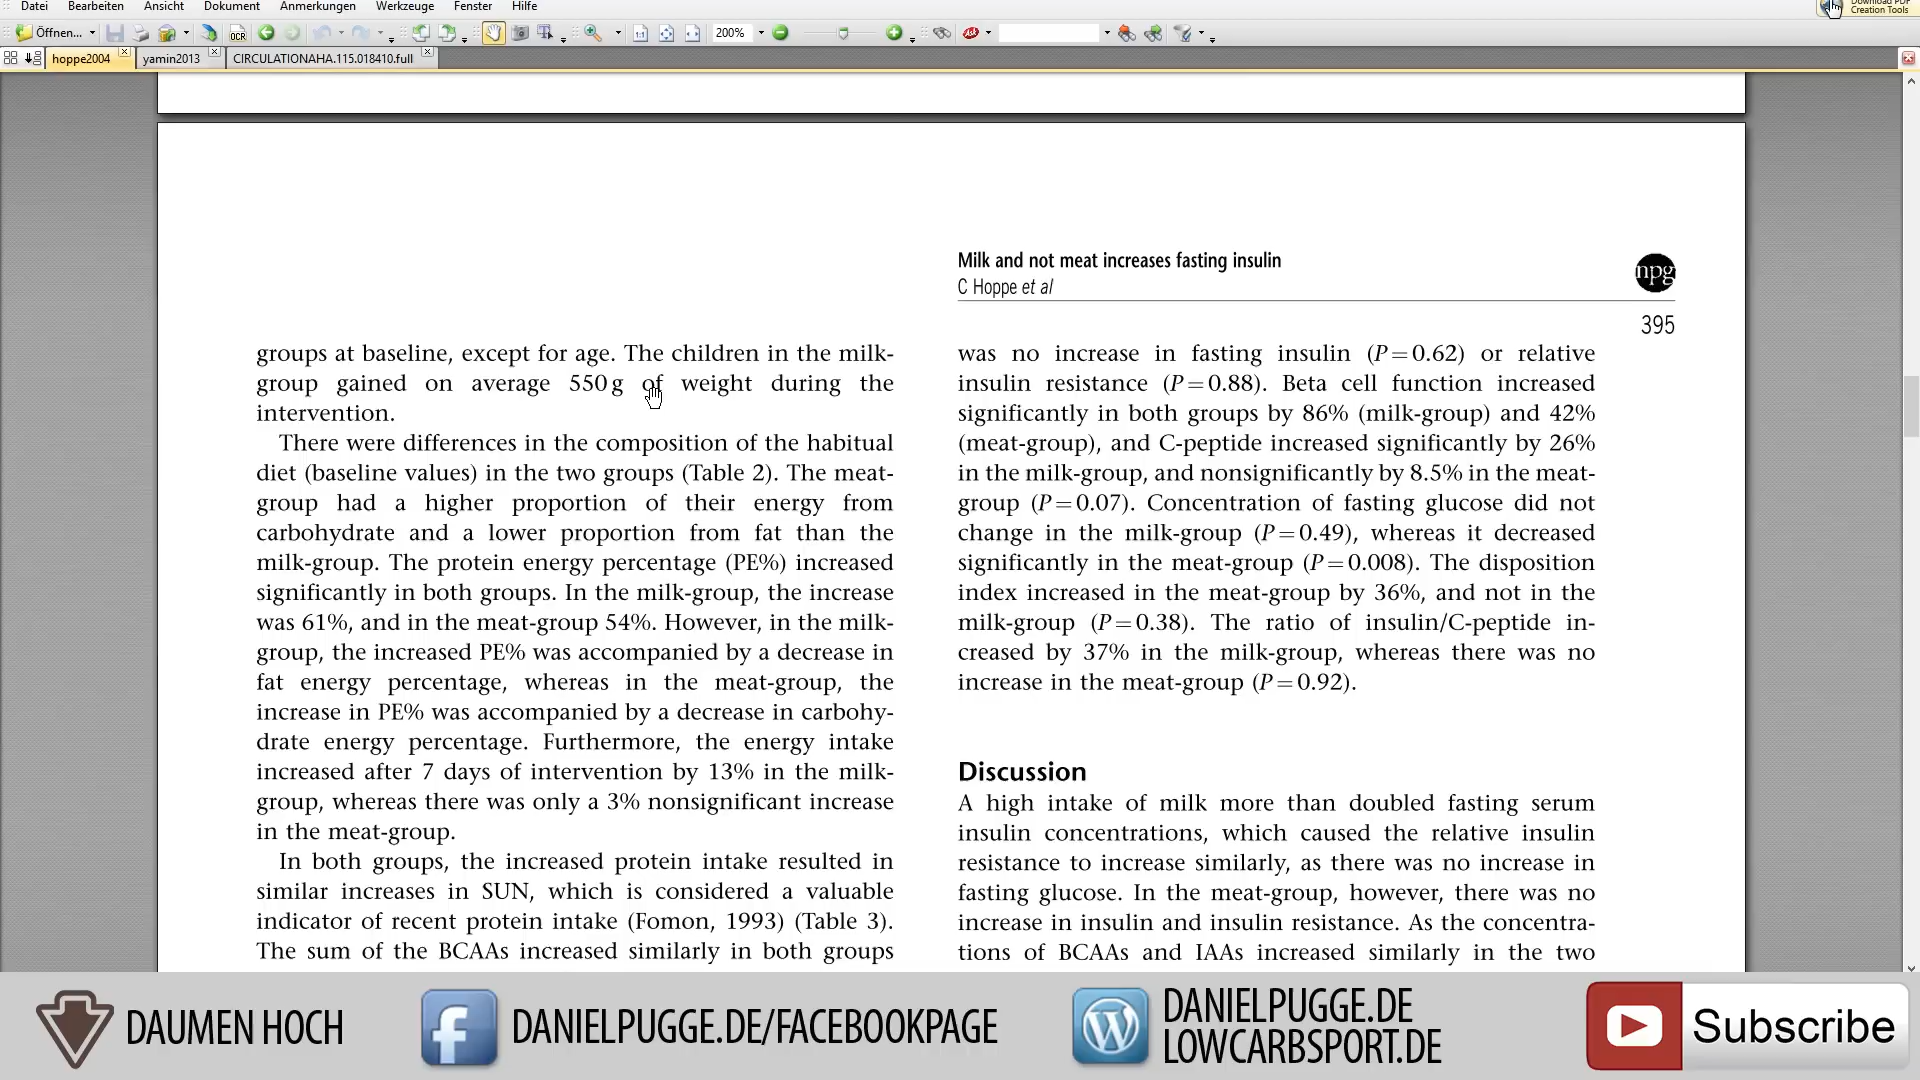 Datei Bearbeiten Ansicht Dokument Anmerkungen Werkzeuge Fenster Hilfe
Download PDF
Creation Tools
Öffnen... OCR 1:1 200% Ask
hoppe2004 yamin2013 CIRCULATIONAHA.115.018410.full
Milk and not meat increases fasting insulin
C Hoppe et al
npg
395
groups at baseline, except for age. The children in the milk-
group gained on average 550 g of weight during the
intervention.
There were differences in the composition of the habitual
diet (baseline values) in the two groups (Table 2). The meat-
group had a higher proportion of their energy from
carbohydrate and a lower proportion from fat than the
milk-group. The protein energy percentage (PE%) increased
significantly in both groups. In the milk-group, the increase
was 61%, and in the meat-group 54%. However, in the milk-
group, the increased PE% was accompanied by a decrease in
fat energy percentage, whereas in the meat-group, the
increase in PE% was accompanied by a decrease in carbohy-
drate energy percentage. Furthermore, the energy intake
increased after 7 days of intervention by 13% in the milk-
group, whereas there was only a 3% nonsignificant increase
in the meat-group.
In both groups, the increased protein intake resulted in
similar increases in SUN, which is considered a valuable
indicator of recent protein intake (Fomon, 1993) (Table 3).
The sum of the BCAAs increased similarly in both groups
was no increase in fasting insulin (P=0.62) or relative
insulin resistance (P=0.88). Beta cell function increased
significantly in both groups by 86% (milk-group) and 42%
(meat-group), and C-peptide increased significantly by 26%
in the milk-group, and nonsignificantly by 8.5% in the meat-
group (P=0.07). Concentration of fasting glucose did not
change in the milk-group (P=0.49), whereas it decreased
significantly in the meat-group (P=0.008). The disposition
index increased in the meat-group by 36%, and not in the
milk-group (P=0.38). The ratio of insulin/C-peptide in-
creased by 37% in the milk-group, whereas there was no
increase in the meat-group (P=0.92).
Discussion
A high intake of milk more than doubled fasting serum
insulin concentrations, which caused the relative insulin
resistance to increase similarly, as there was no increase in
fasting glucose. In the meat-group, however, there was no
increase in insulin and insulin resistance. As the concentra-
tions of BCAAs and IAAs increased similarly in the two
DAUMEN HOCH
DANIELPUGGE.DE/FACEBOOKPAGE
DANIELPUGGE.DE
LOWCARBSPORT.DE
Subscribe